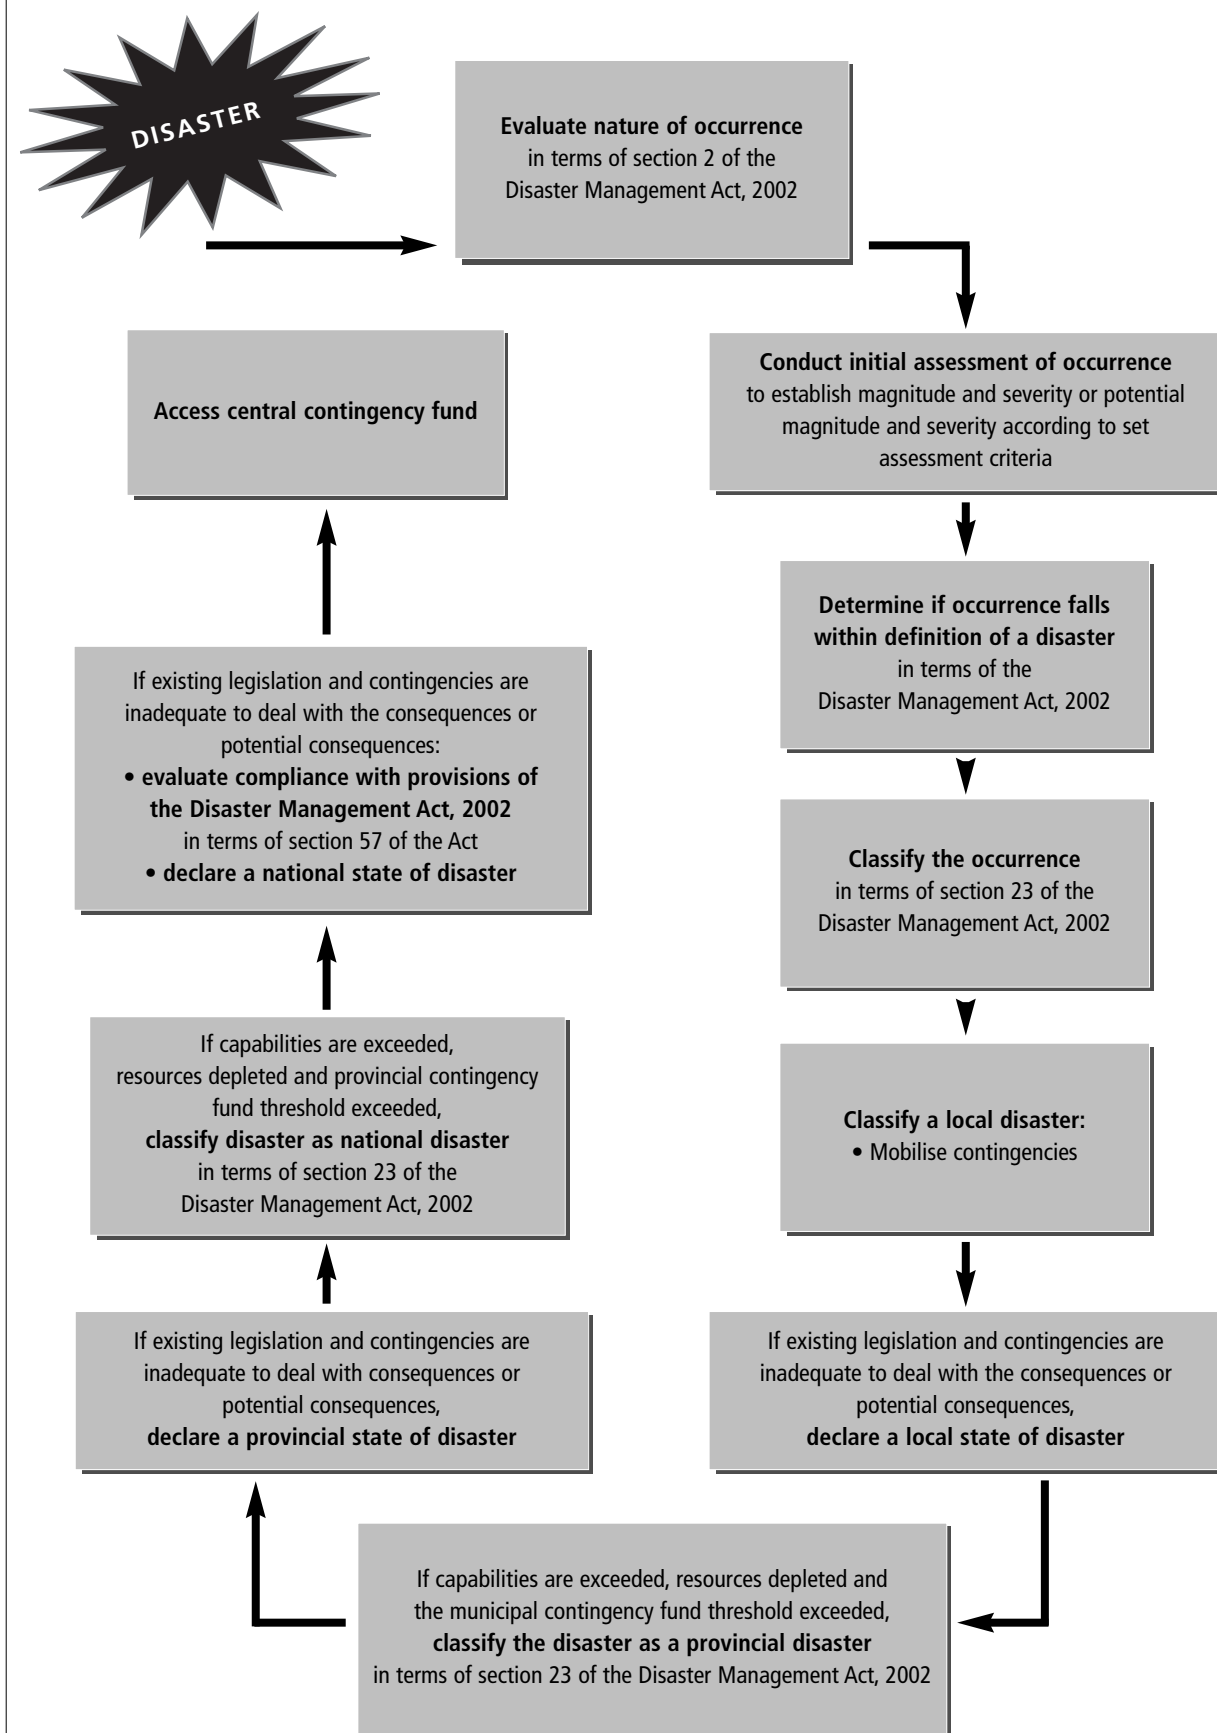 DISASTER
Evaluate nature of occurrence
in terms of section 2 of the
Disaster Management Act, 2002
Conduct initial assessment of occurrence
to establish magnitude and severity or potential
magnitude and severity according to set
assessment criteria
Determine if occurrence falls
within definition of a disaster
in terms of the
Disaster Management Act, 2002
Classify the occurrence
in terms of section 23 of the
Disaster Management Act, 2002
Classify a local disaster:
• Mobilise contingencies
If existing legislation and contingencies are
inadequate to deal with the consequences or
potential consequences,
declare a local state of disaster
If capabilities are exceeded, resources depleted and
the municipal contingency fund threshold exceeded,
classify the disaster as a provincial disaster
in terms of section 23 of the Disaster Management Act, 2002
If existing legislation and contingencies are
inadequate to deal with consequences or
potential consequences,
declare a provincial state of disaster
If capabilities are exceeded,
resources depleted and provincial contingency
fund threshold exceeded,
classify disaster as national disaster
in terms of section 23 of the
Disaster Management Act, 2002
If existing legislation and contingencies are
inadequate to deal with the consequences or
potential consequences:
• evaluate compliance with provisions of
the Disaster Management Act, 2002
in terms of section 57 of the Act
• declare a national state of disaster
Access central contingency fund